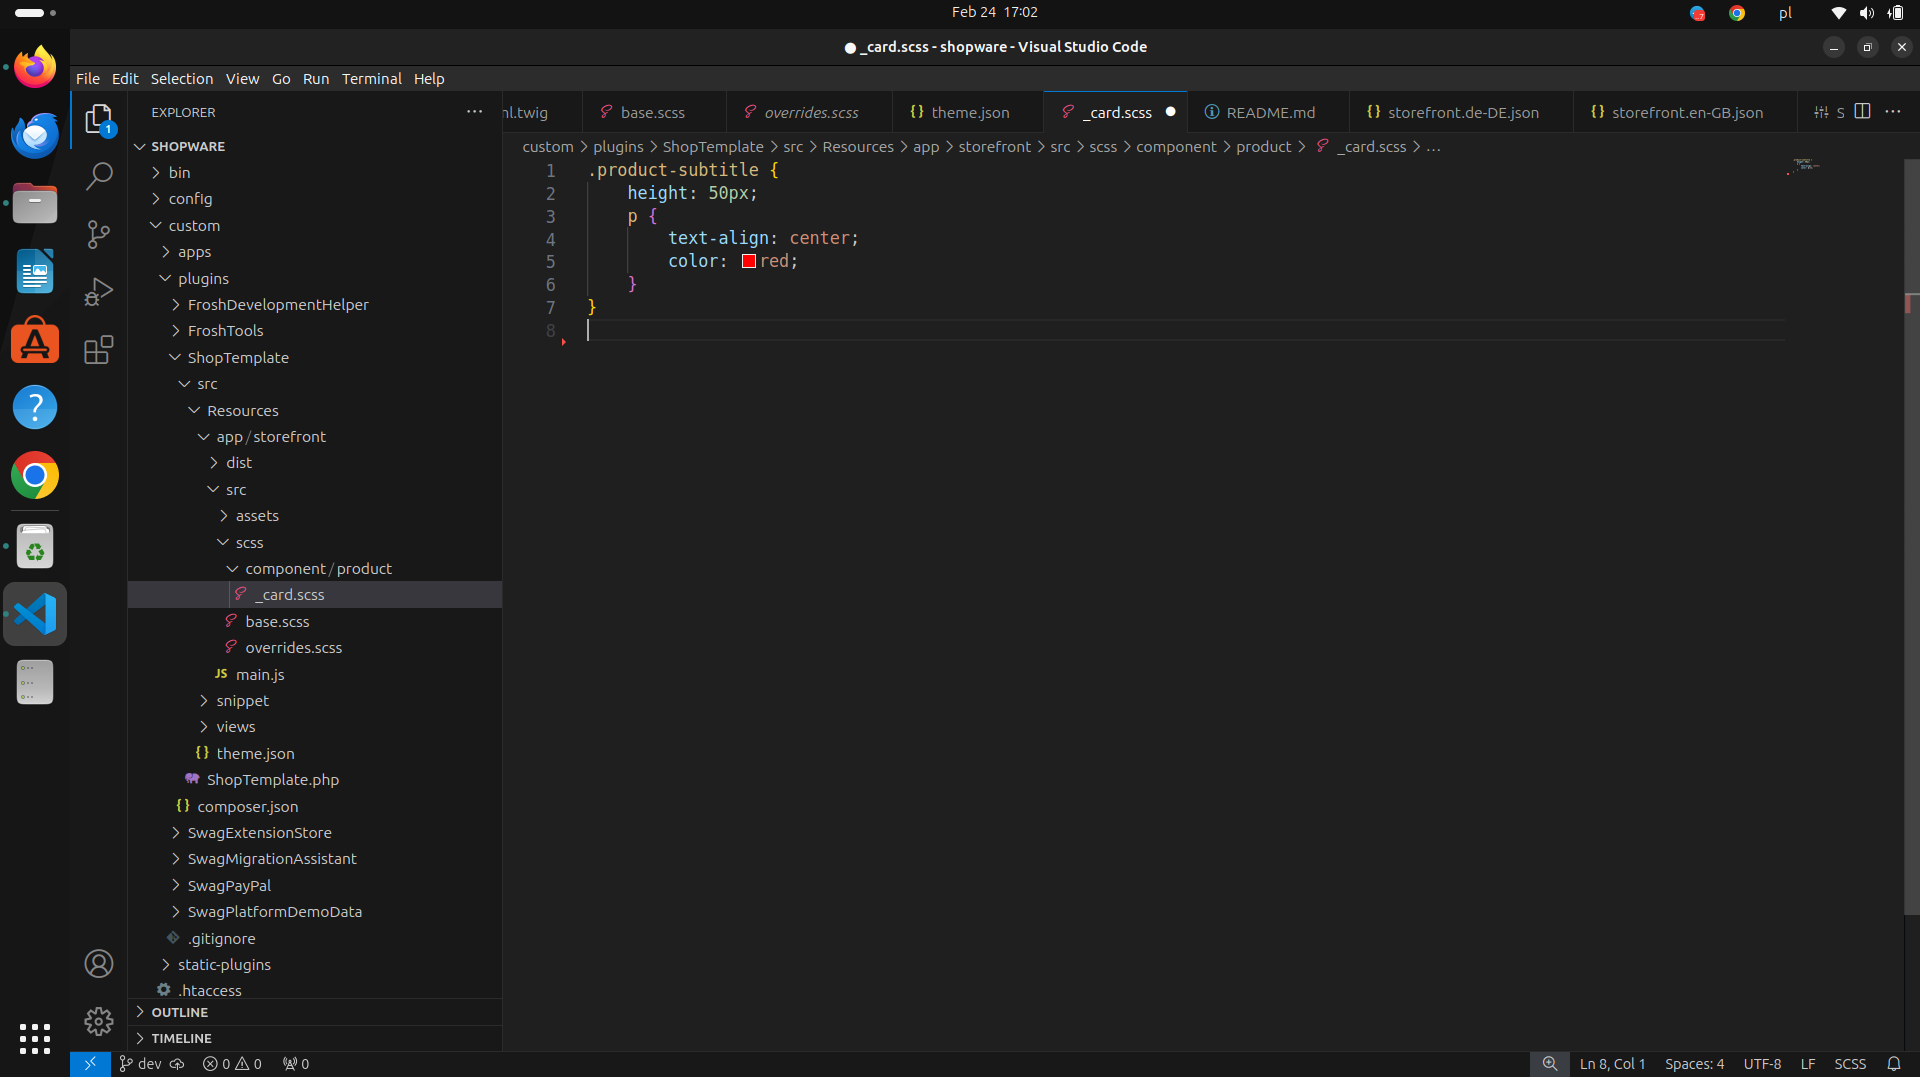 Feb 24 17:02
pl
_card.scss - shopware - Visual Studio Code
File Edit Selection View Go Run Terminal Help
EXPLORER
1
SHOPWARE
bin
config
custom
apps
plugins
FroshDevelopmentHelper
FroshTools
ShopTemplate
src
Resources
app/storefront
dist
src
assets
scss
component/product
_card.scss
base.scss
overrides.scss
JS main.js
snippet
views
{} theme.json
ShopTemplate.php
{} composer.json
SwagExtensionStore
SwagMigrationAssistant
SwagPayPal
SwagPlatformDemoData
.gitignore
static-plugins
.htaccess
OUTLINE
TIMELINE
nl.twig base.scss overrides.scss {} theme.json _card.scss README.md {} storefront.de-DE.json {} storefront.en-GB.json S
custom > plugins > ShopTemplate > src > Resources > app > storefront > src > scss > component > product > _card.scss > ...
1 .product-subtitle {
2 height: 50px;
3 p {
4 text-align: center;
5 color: red;
6 }
7 }
8
dev 0 0 0 Ln 8, Col 1 Spaces: 4 UTF-8 LF SCSS